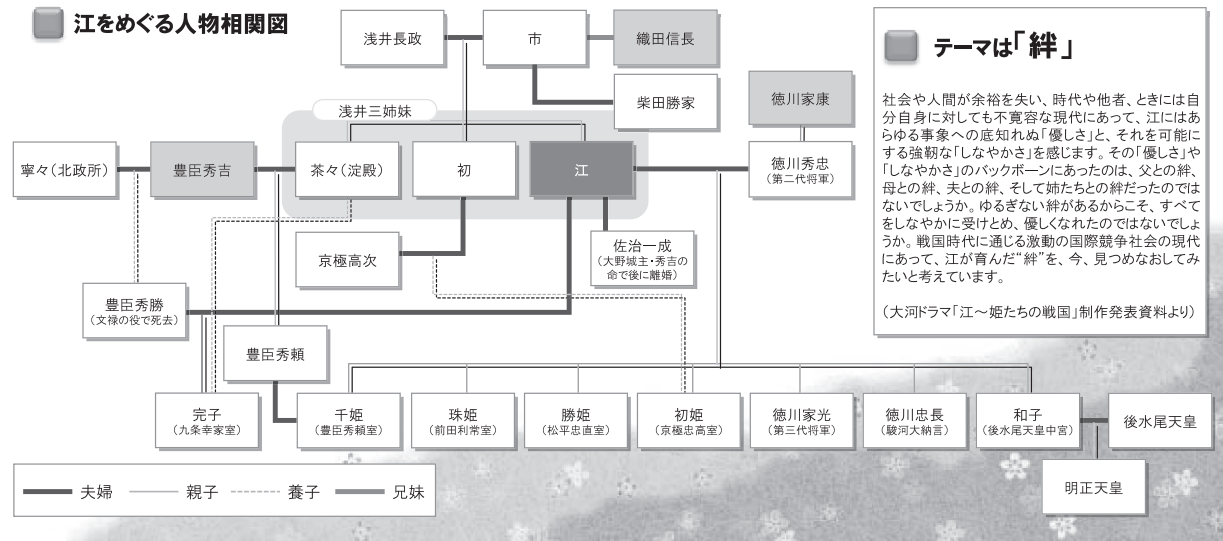 江をめぐる人物相関図
浅井長政
市
織田信長
柴田勝家
徳川家康
浅井三姉妹
寧々（北政所）
豊臣秀吉
茶々（淀殿）
初
江
徳川秀忠
（第二代将軍）
京極高次
佐治一成
（大野城主・秀吉の
命で後に離婚）
豊臣秀勝
（文禄の役で死去）
豊臣秀頼
完子
（九条幸家室）
千姫
（豊臣秀頼室）
珠姫
（前田利常室）
勝姫
（松平忠直室）
初姫
（京極忠高室）
徳川家光
（第三代将軍）
徳川忠長
（駿河大納言）
和子
（後水尾天皇中宮）
後水尾天皇
明正天皇
夫婦 親子 養子 兄妹
テーマは「絆」
社会や人間が余裕を失い、時代や他者、ときには自
分自身に対しても不寛容な現代にあって、江にはあ
らゆる事象への底知れぬ「優しさ」と、それを可能に
する強靭な「しなやかさ」を感じます。その「優しさ」や
「しなやかさ」のバックボーンにあったのは、父との絆、
母との絆、夫との絆、そして姉たちとの絆だったのでは
ないでしょうか。ゆるぎない絆があるからこそ、すべて
をしなやかに受けとめ、優しくなれたのではないでしょ
うか。戦国時代に通じる激動の国際競争社会の現代
にあって、江が育んだ“絆”を、今、見つめなおしてみ
たいと考えています。
（大河ドラマ「江～姫たちの戦国」制作発表資料より）